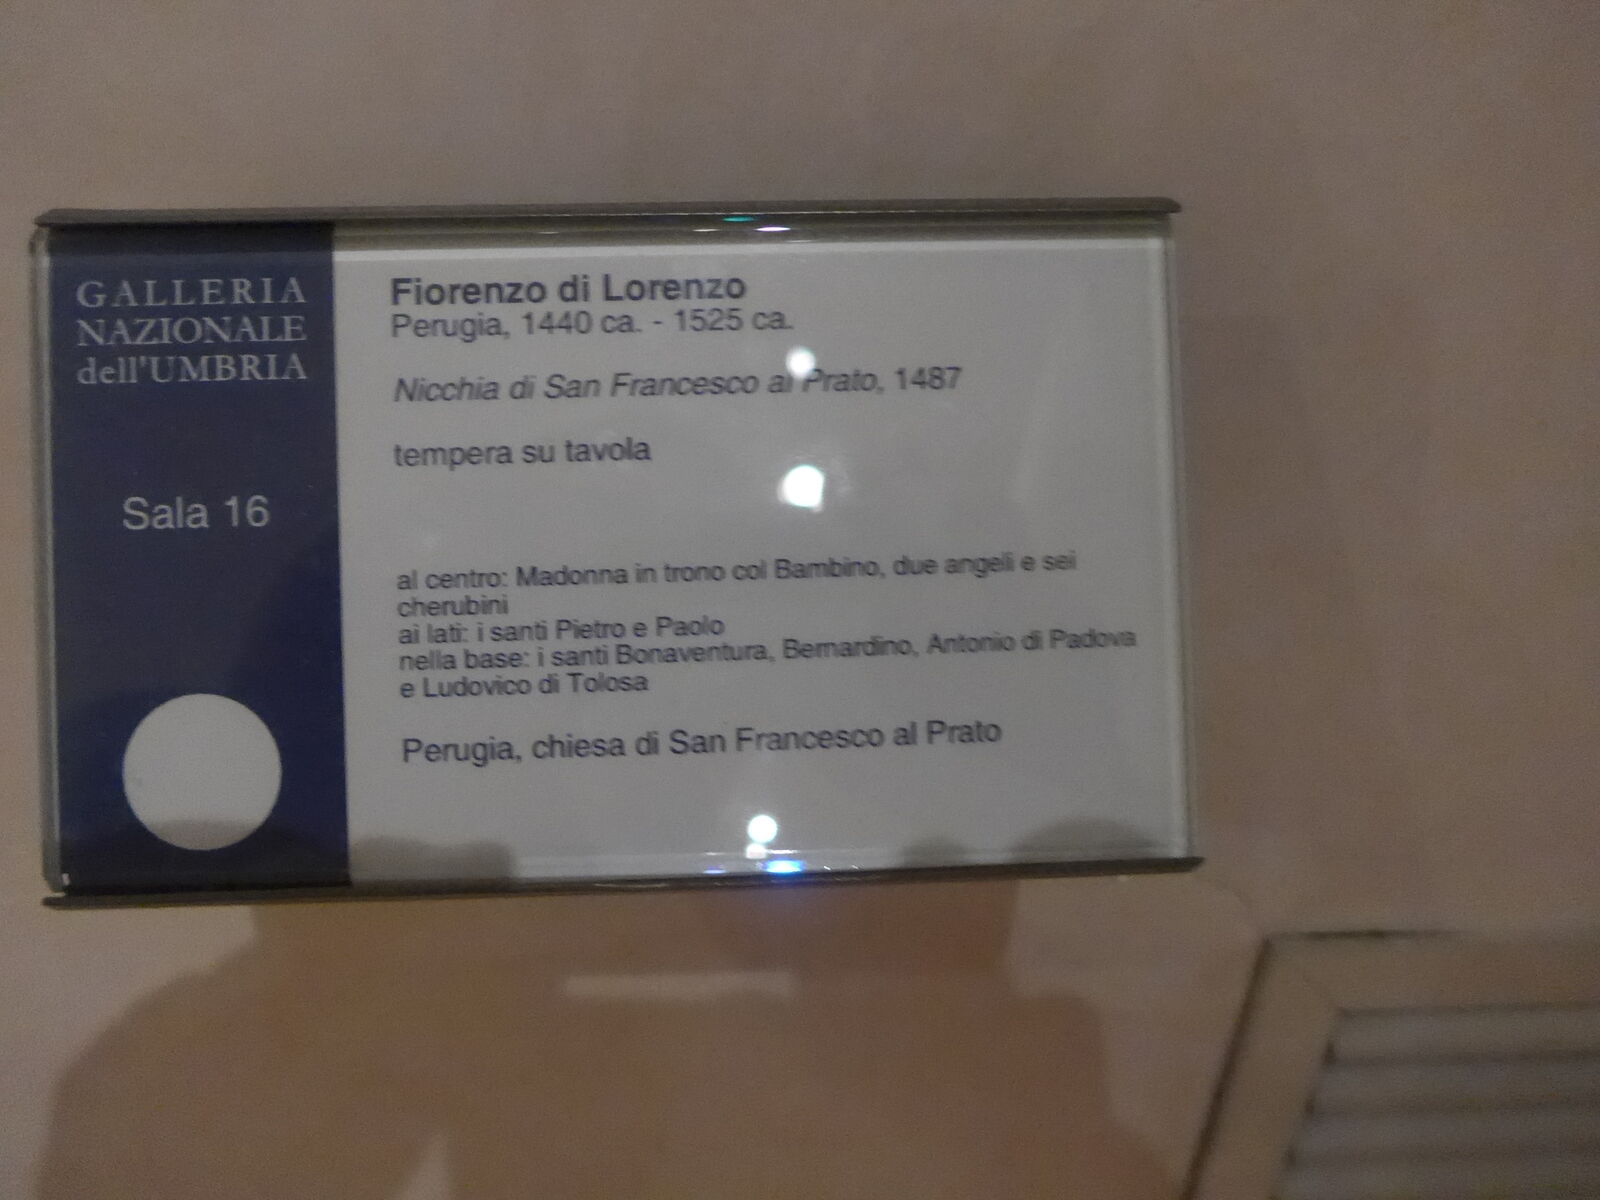 GALLERIA
NAZIONALE
dell'UMBRIA
Sala 16
Fiorenzo di Lorenzo
Perugia, 1440 ca. - 1525 ca.
Nicchia di San Francesco al Prato, 1487
tempera su tavola
al centro: Madonna in trono col Bambino, due angeli e sei
cherubini
ai lati: i santi Pietro e Paolo
nella base: i santi Bonaventura, Bernardino, Antonio di Padova
e Ludovico di Tolosa
Perugia, chiesa di San Francesco al Prato